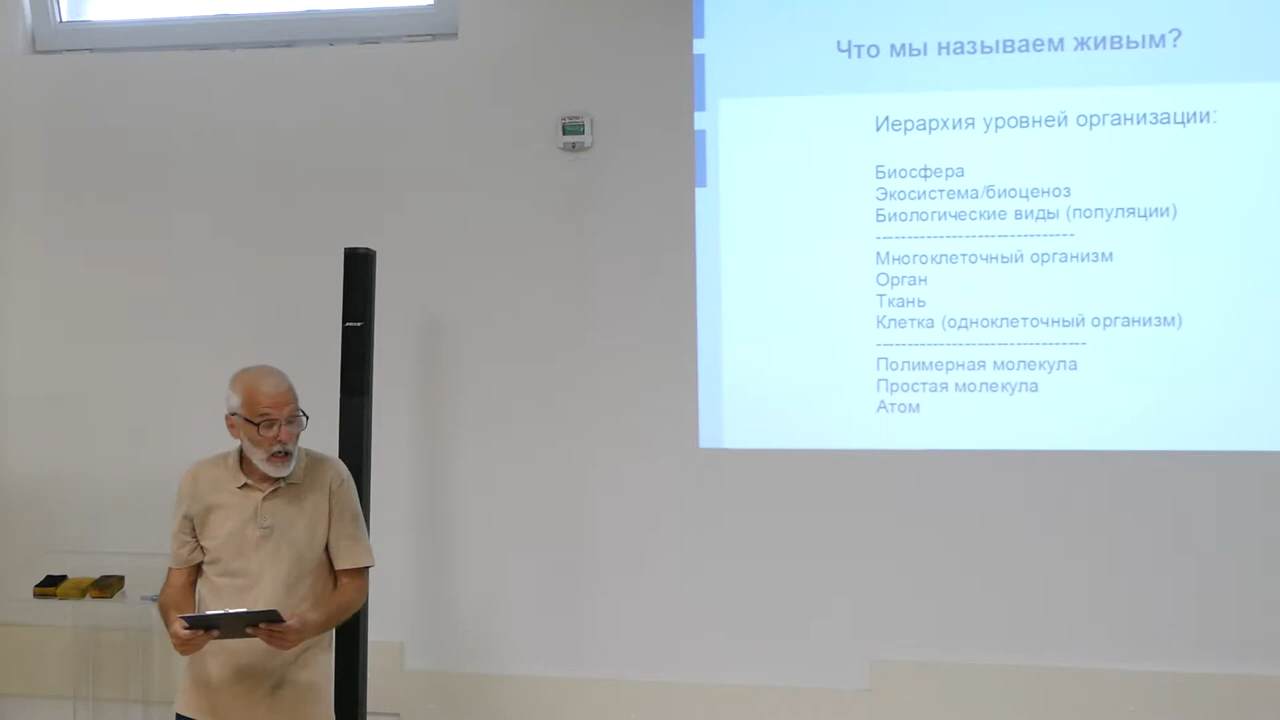 Что мы называем живым?
Иерархия уровней организации:
Биосфера
Экосистема/биоценоз
Биологические виды (популяции)
------------------------------
Многоклеточный организм
Орган
Ткань
Клетка (одноклеточный организм)
--------------------------------
Полимерная молекула
Простая молекула
Атом
BOSE